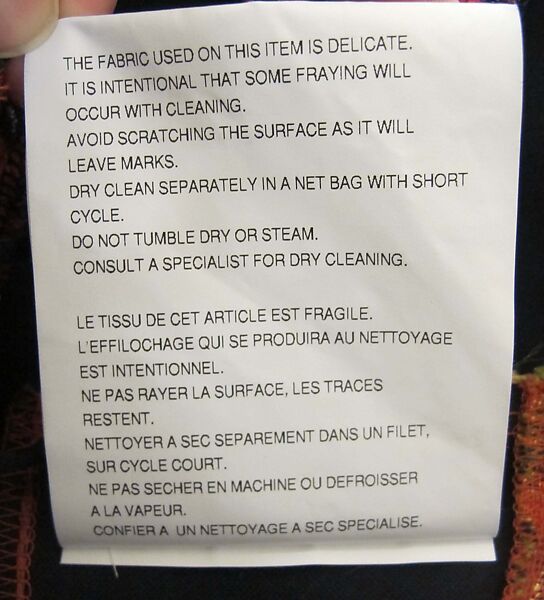 THE FABRIC USED ON THIS ITEM IS DELICATE.
IT IS INTENTIONAL THAT SOME FRAYING WILL
OCCUR WITH CLEANING.
AVOID SCRATCHING THE SURFACE AS IT WILL
LEAVE MARKS.
DRY CLEAN SEPARATELY IN A NET BAG WITH SHORT
CYCLE.
DO NOT TUMBLE DRY OR STEAM.
CONSULT A SPECIALIST FOR DRY CLEANING.
LE TISSU DE CET ARTICLE EST FRAGILE.
L'EFFILOCHAGE QUI SE PRODUIRA AU NETTOYAGE
EST INTENTIONNEL.
NE PAS RAYER LA SURFACE, LES TRACES
RESTENT.
NETTOYER A SEC SEPAREMENT DANS UN FILET,
SUR CYCLE COURT.
NE PAS SECHER EN MACHINE OU DEFROISSER
A LA VAPEUR.
CONFIER A UN NETTOYAGE A SEC SPECIALISE.